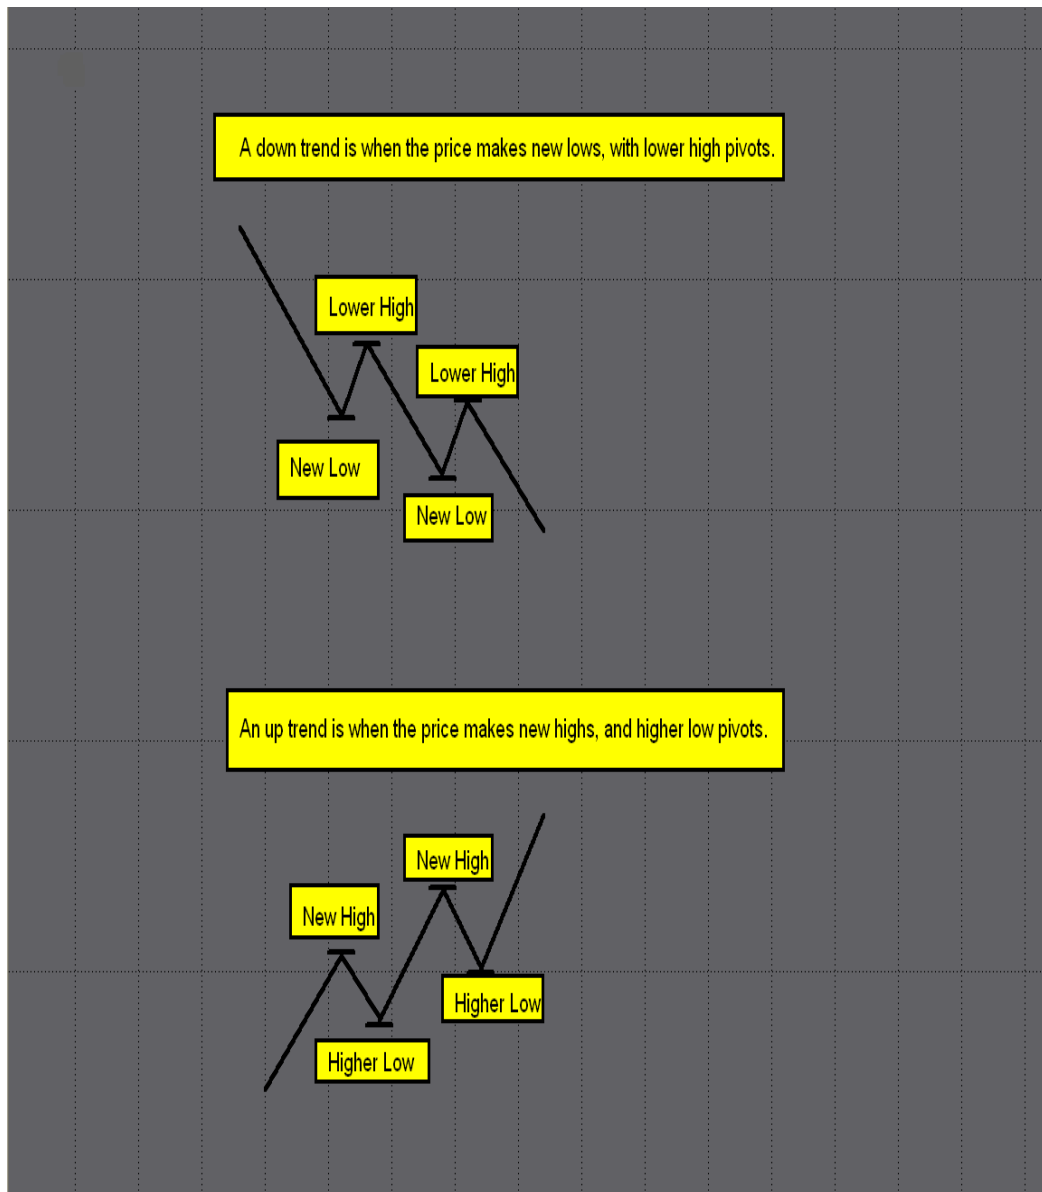 A down trend is when the price makes new lows, with lower high pivots.
Lower High
Lower High
New Low
New Low
An up trend is when the price makes new highs, and higher low pivots.
New High
New High
Higher Low
Higher Low